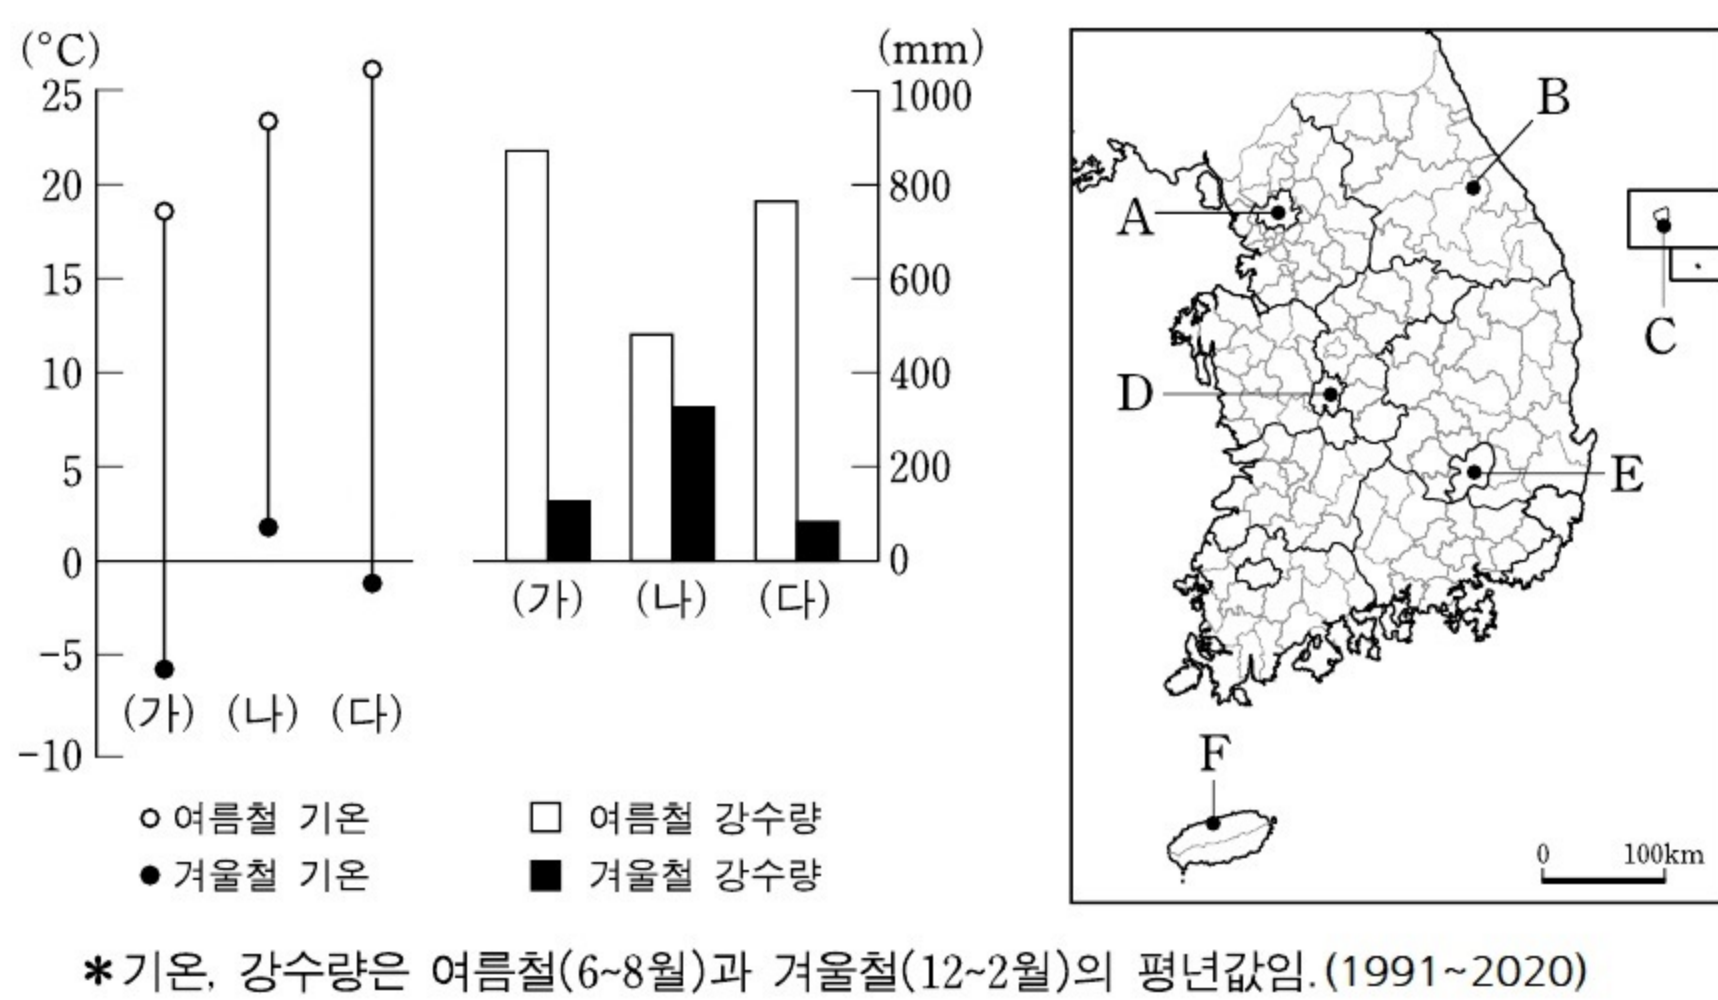 (°C)
25
20
15
10
5
0
−5
−10
(가) (나) (다)
(mm)
1000
800
600
400
200
0
(가) (나) (다)
여름철 기온
겨울철 기온
여름철 강수량
겨울철 강수량
A
B
C
D
E
F
0 100km
*기온, 강수량은 여름철(6~8월)과 겨울철(12~2월)의 평년값임.(1991~2020)